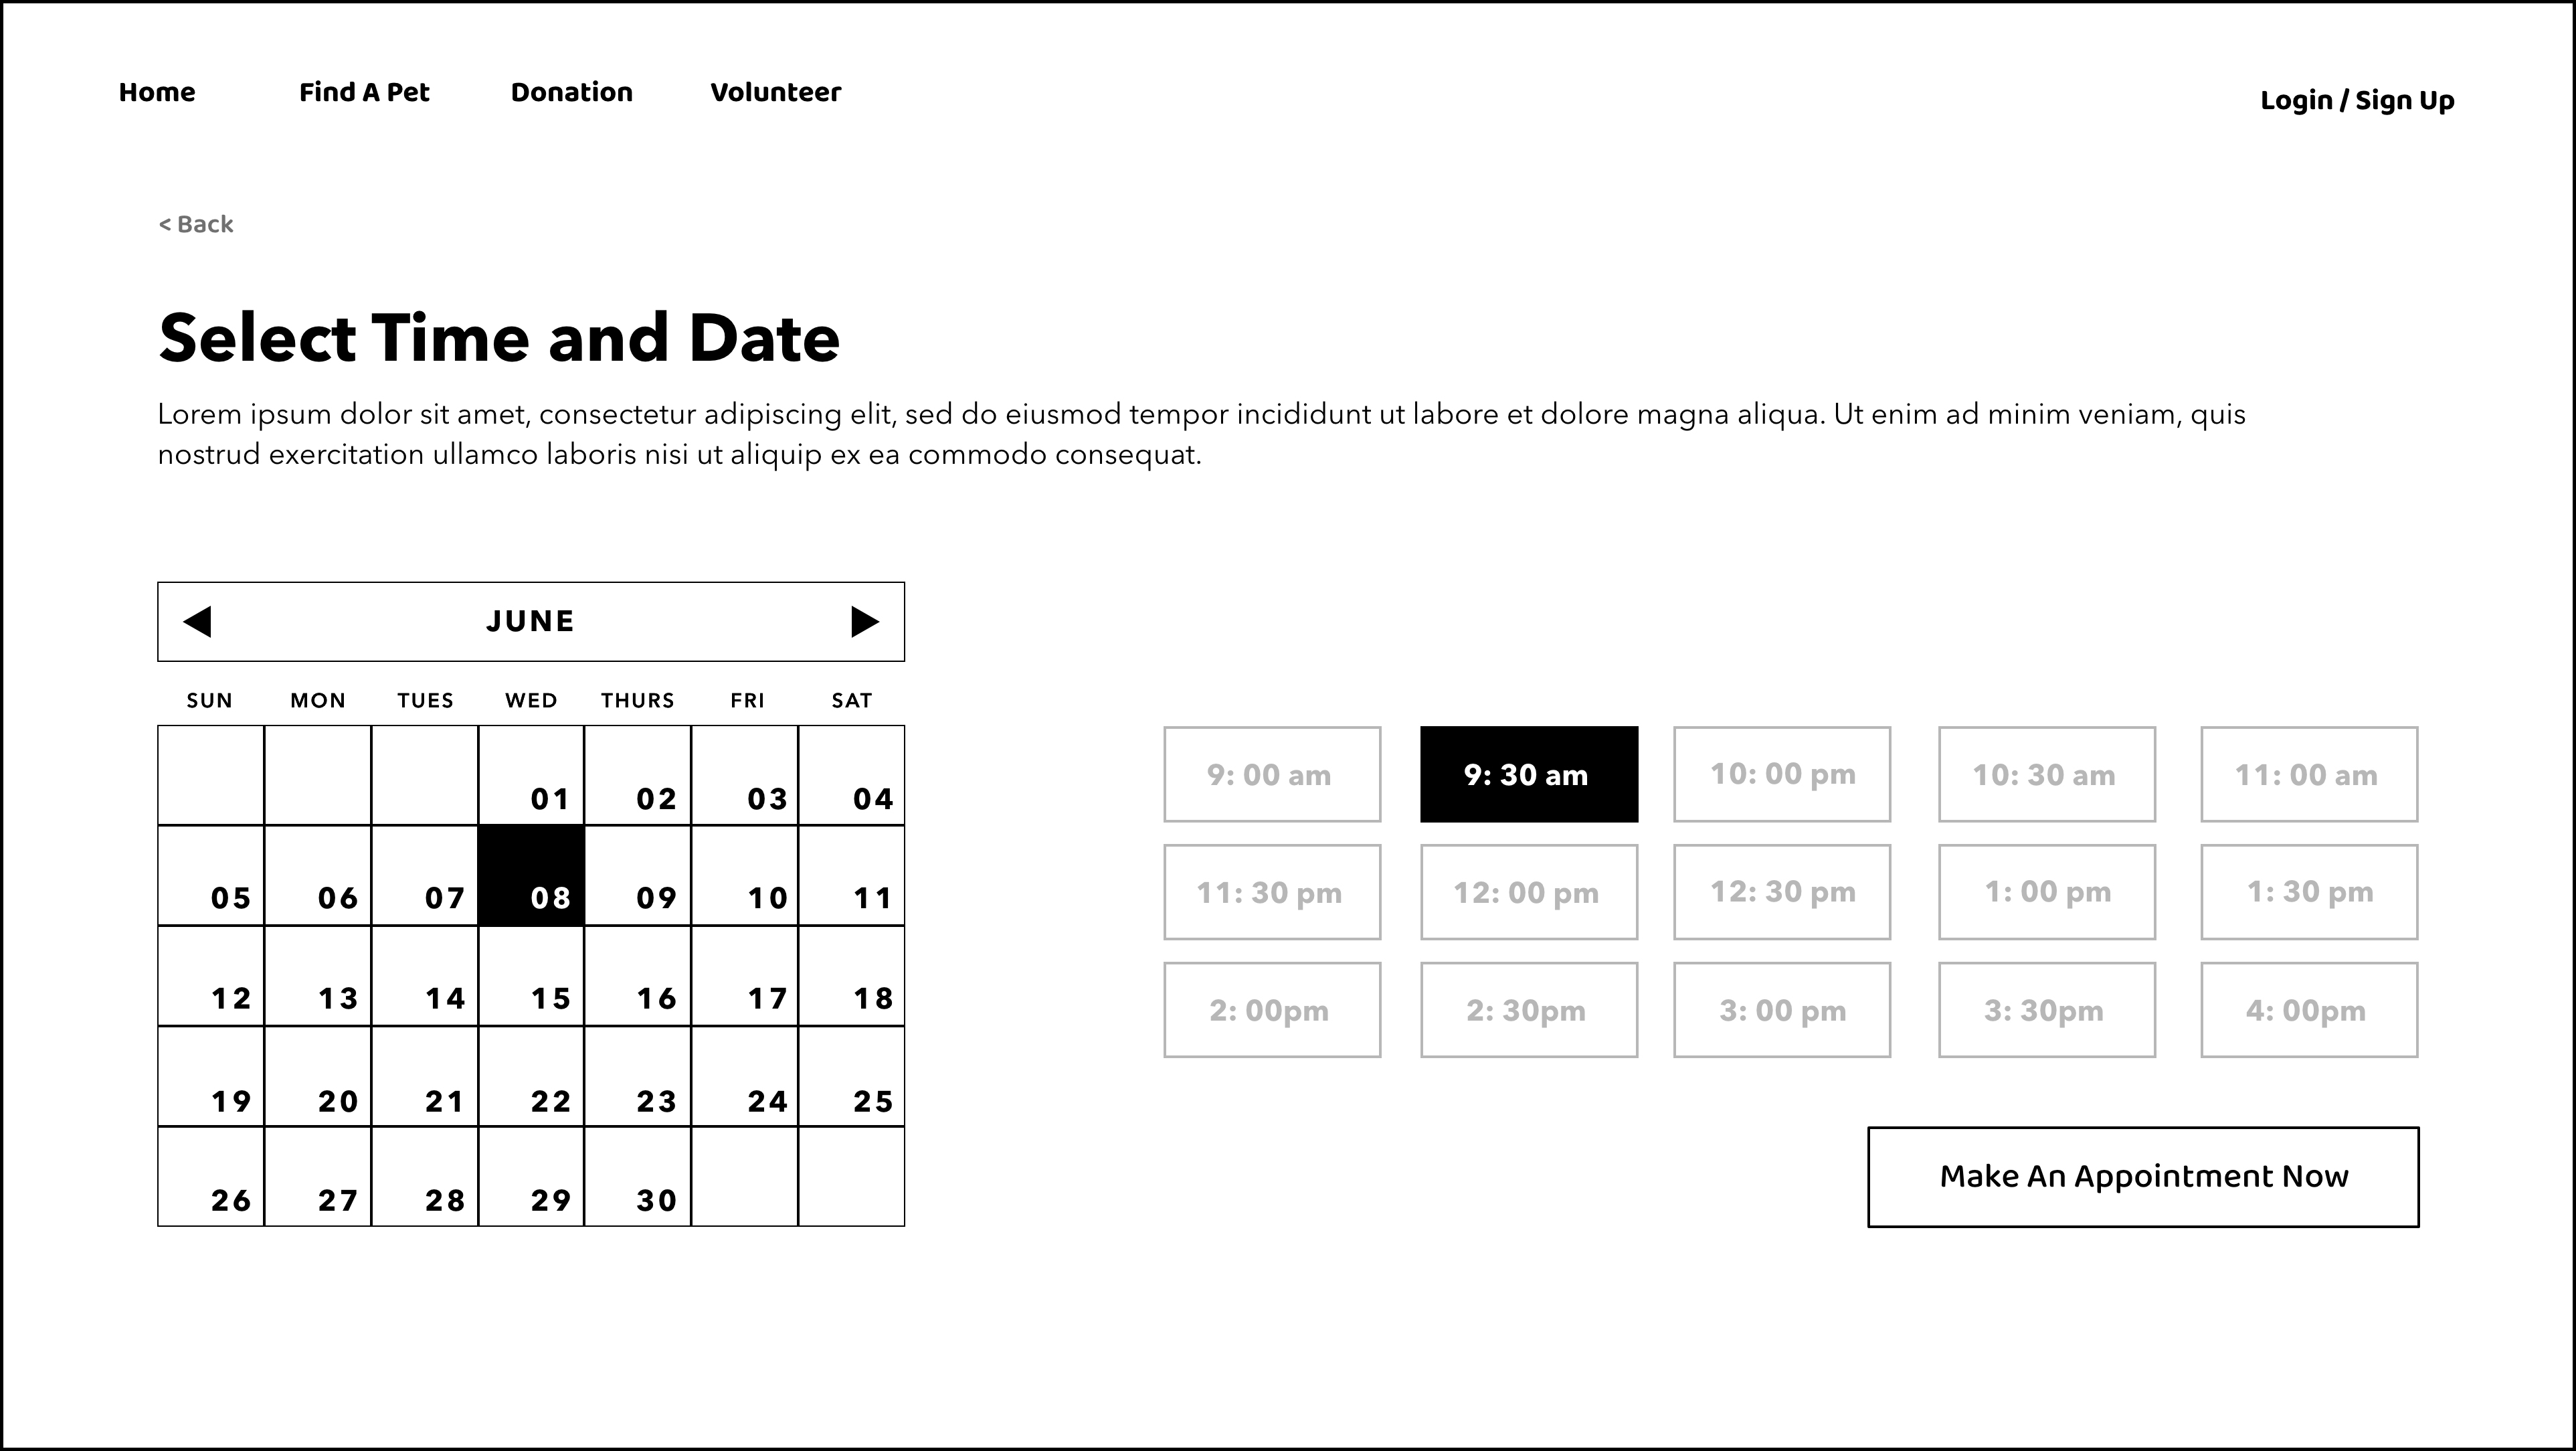 Home Find A Pet Donation Volunteer
Login / Sign Up
< Back
Select Time and Date
Lorem ipsum dolor sit amet, consectetur adipiscing elit, sed do eiusmod tempor incididunt ut labore et dolore magna aliqua. Ut enim ad minim veniam, quis
nostrud exercitation ullamco laboris nisi ut aliquip ex ea commodo consequat.
JUNE
SUN MON TUES WED THURS FRI SAT
01 02 03 04
05 06 07 08 09 10 11
12 13 14 15 16 17 18
19 20 21 22 23 24 25
26 27 28 29 30
9: 00 am 9: 30 am 10: 00 pm 10: 30 am 11: 00 am
11: 30 pm 12: 00 pm 12: 30 pm 1: 00 pm 1: 30 pm
2: 00pm 2: 30pm 3: 00 pm 3: 30pm 4: 00pm
Make An Appointment Now